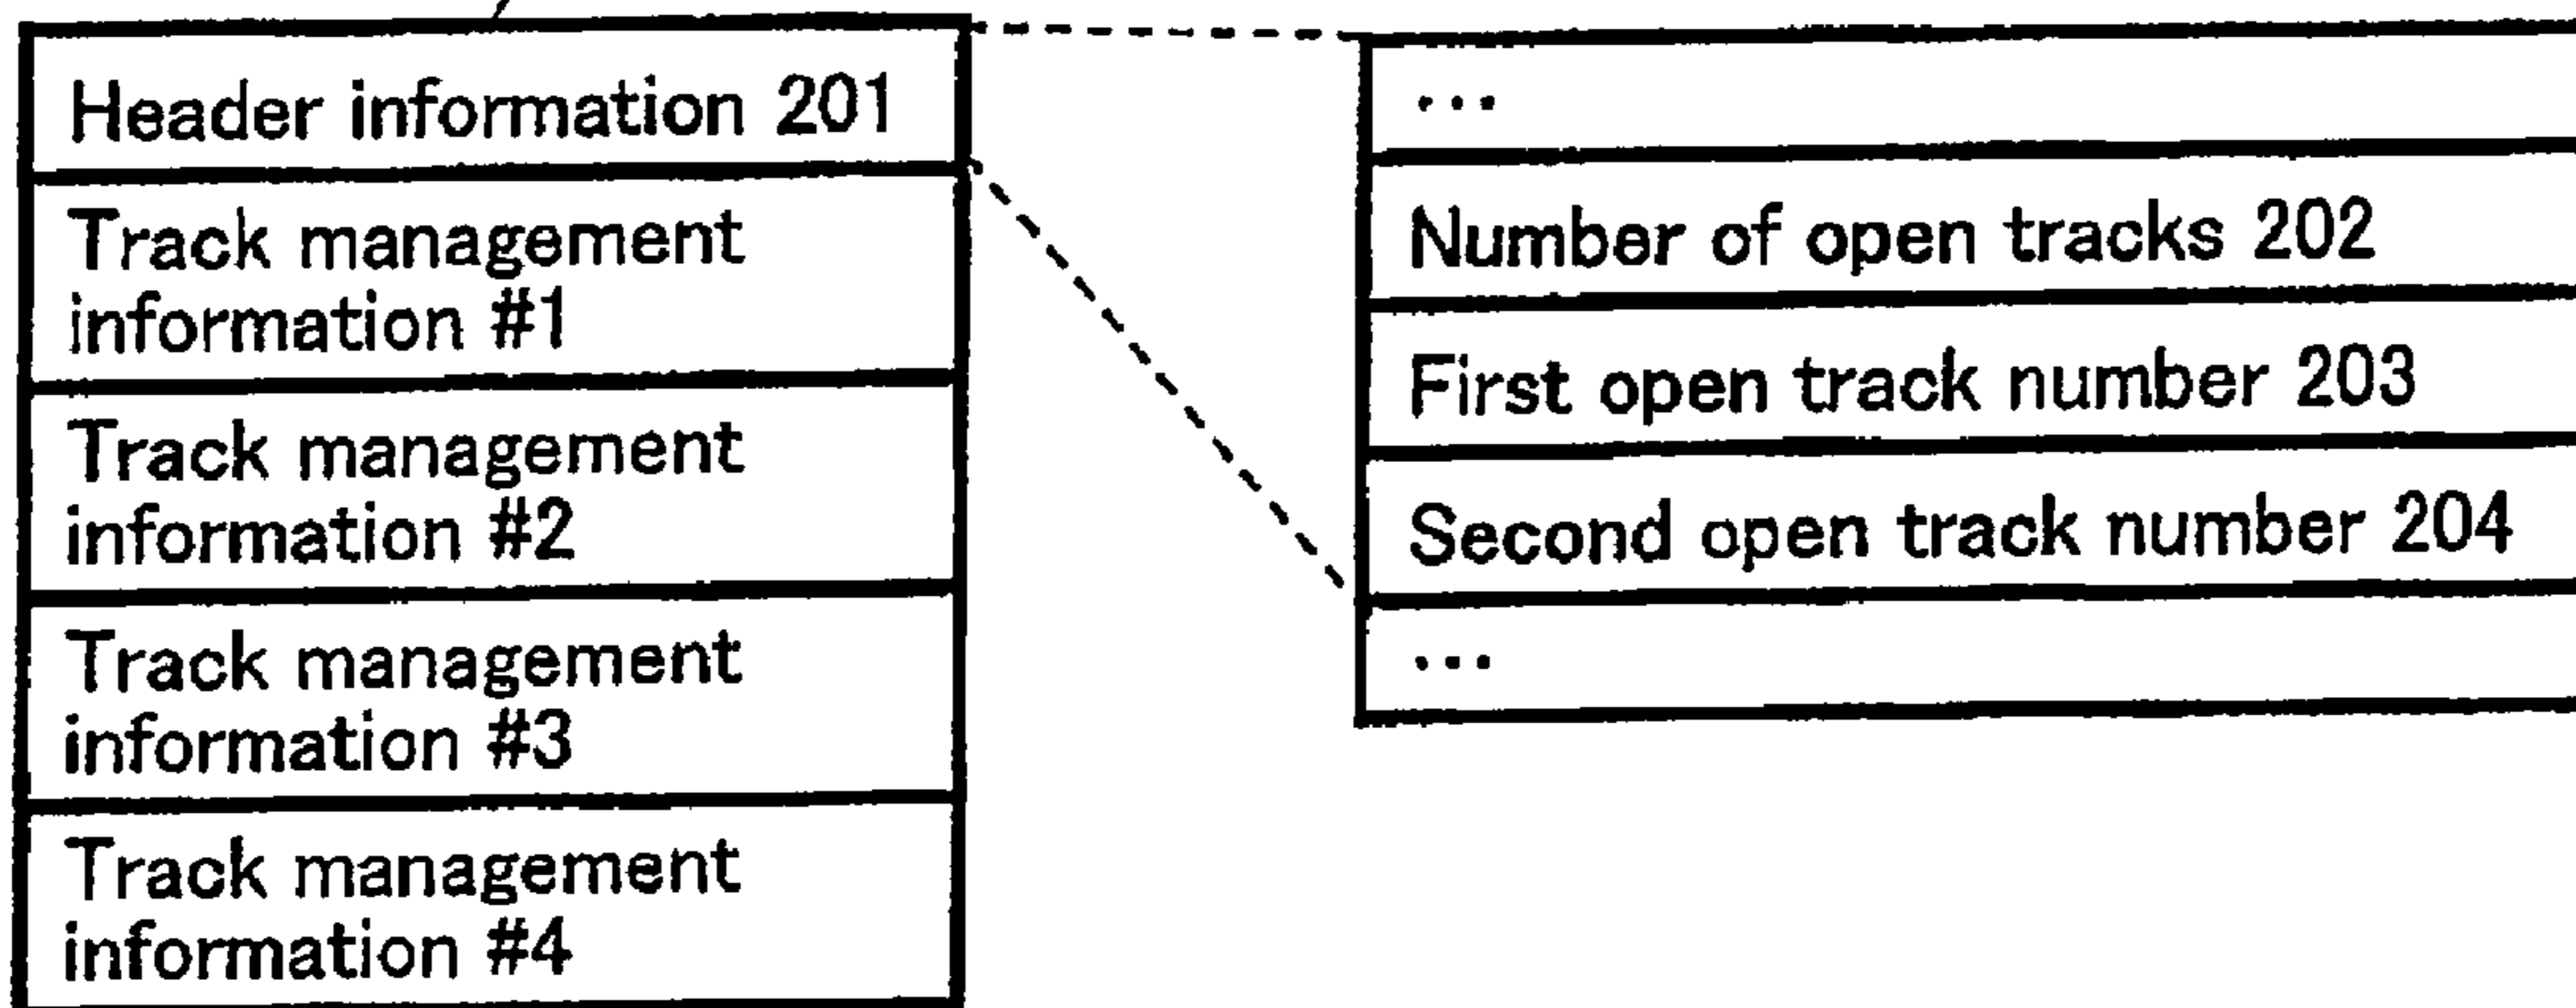 Header information 201
Track management
information #1
Track management
information #2
Track management
information #3
Track management
information #4
...
Number of open tracks 202
First open track number 203
Second open track number 204
...